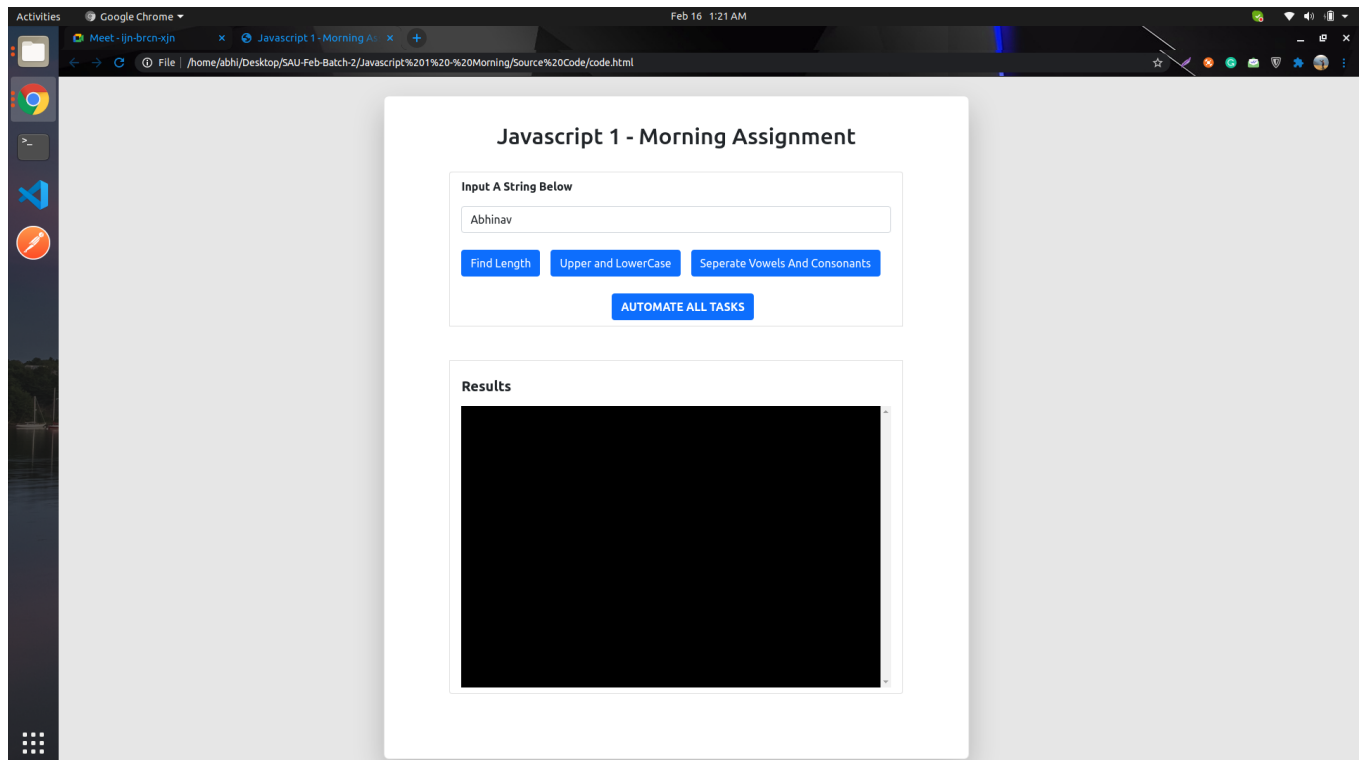 Activities Google Chrome Feb 16 1:21 AM
Meet - ijn-brcn-xjn Javascript 1 - Morning As
File /home/abhi/Desktop/SAU-Feb-Batch-2/Javascript%201%20-%20Morning/Source%20Code/code.html
Javascript 1 - Morning Assignment
Input A String Below
Abhinav
Find Length Upper and LowerCase Seperate Vowels And Consonants
AUTOMATE ALL TASKS
Results